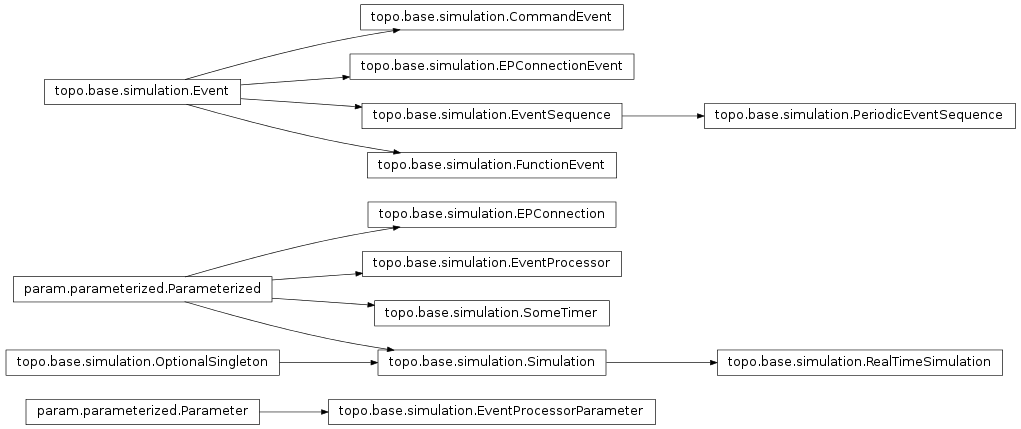 topo.base.simulation.CommandEvent
topo.base.simulation.EPConnectionEvent
topo.base.simulation.Event
topo.base.simulation.EventSequence
topo.base.simulation.PeriodicEventSequence
topo.base.simulation.FunctionEvent
topo.base.simulation.EPConnection
topo.base.simulation.EventProcessor
param.parameterized.Parameterized
topo.base.simulation.SomeTimer
topo.base.simulation.OptionalSingleton
topo.base.simulation.Simulation
topo.base.simulation.RealTimeSimulation
param.parameterized.Parameter
topo.base.simulation.EventProcessorParameter